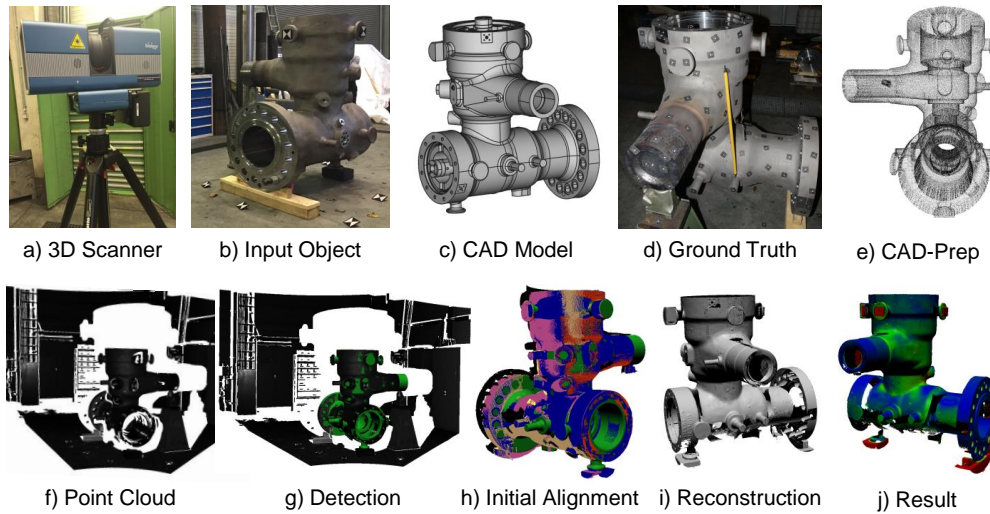 a) 3D Scanner
b) Input Object
c) CAD Model
d) Ground Truth
e) CAD-Prep
f) Point Cloud
g) Detection
h) Initial Alignment
i) Reconstruction
j) Result